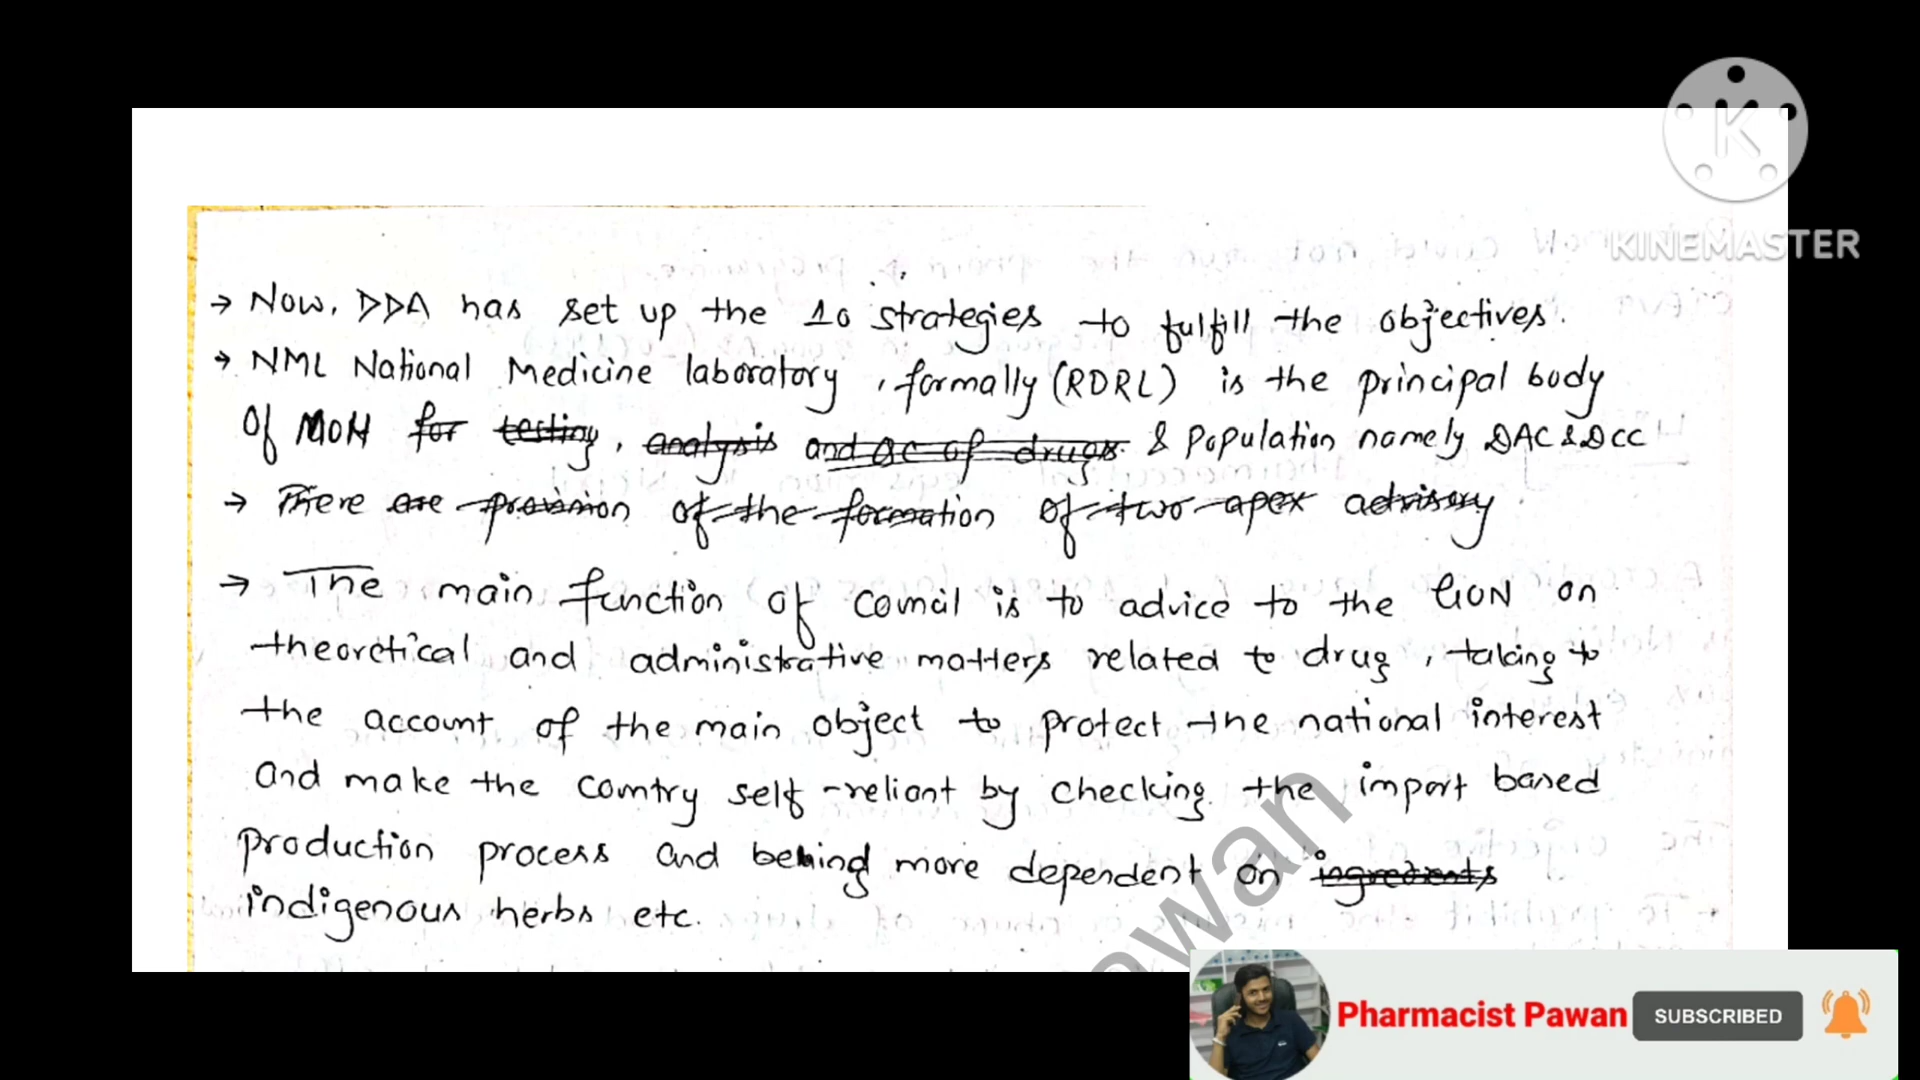 KINEMASTER
→ Now, DDA has set up the 10 strategies to fulfill the objectives.
→ NML National Medicine laboratory, formally (RDRL) is the principal body
of MoH for testing, analysis and QC of drugs. & Population namely DAC & DCC
→ There are provision of the formation of two apex advisory
→ The main function of Council is to advice to the GON on
theoretical and administrative matters related to drug, taking to
the account of the main object to protect the national interest
and make the country self-reliant by checking the import based
production process and being more dependent on ingredients
indigenous herbs etc.
Pharmacist Pawan SUBSCRIBED